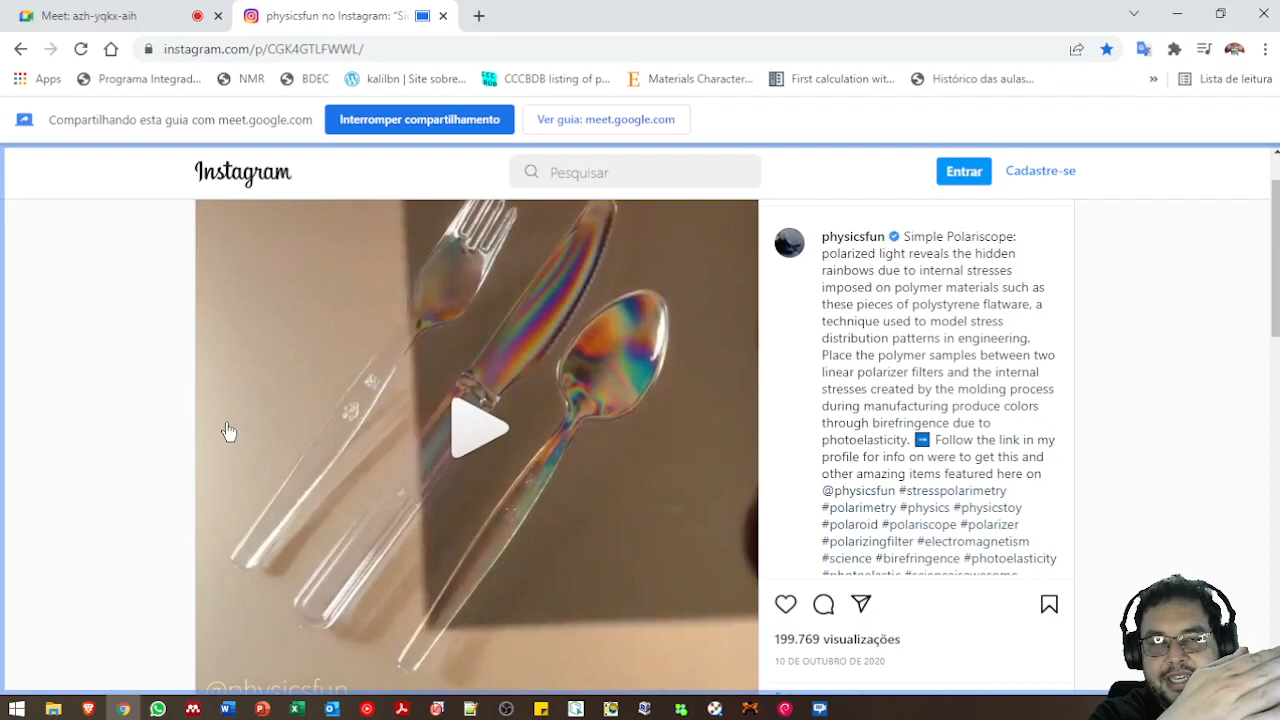 Meet: azh-yqkx-aih
physicsfun no Instagram: “Si
instagram.com/p/CGK4GTLFWWL/
Apps
Programa Integrad...
NMR
BDEC
kalilbn | Site sobre...
CCCBDB listing of p...
Materials Character...
First calculation wit...
Histórico das aulas...
»
Lista de leitura
Compartilhando esta guia com meet.google.com
Interromper compartilhamento
Ver guia: meet.google.com
Instagram
Pesquisar
Entrar
Cadastre-se
physicsfun Simple Polariscope:
polarized light reveals the hidden
rainbows due to internal stresses
imposed on polymer materials such as
these pieces of polystyrene flatware, a
technique used to model stress
distribution patterns in engineering.
Place the polymer samples between two
linear polarizer filters and the internal
stresses created by the molding process
during manufacturing produce colors
through birefringence due to
photoelasticity. ➡ Follow the link in my
profile for info on were to get this and
other amazing items featured here on
@physicsfun #stresspolarimetry
#polarimetry #physics #physicstoy
#polaroid #polariscope #polarizer
#polarizingfilter #electromagnetism
#science #birefringence #photoelasticity
#photoelastic #scienceisawesome
199.769 visualizações
10 DE OUTUBRO DE 2020
@physicsfun